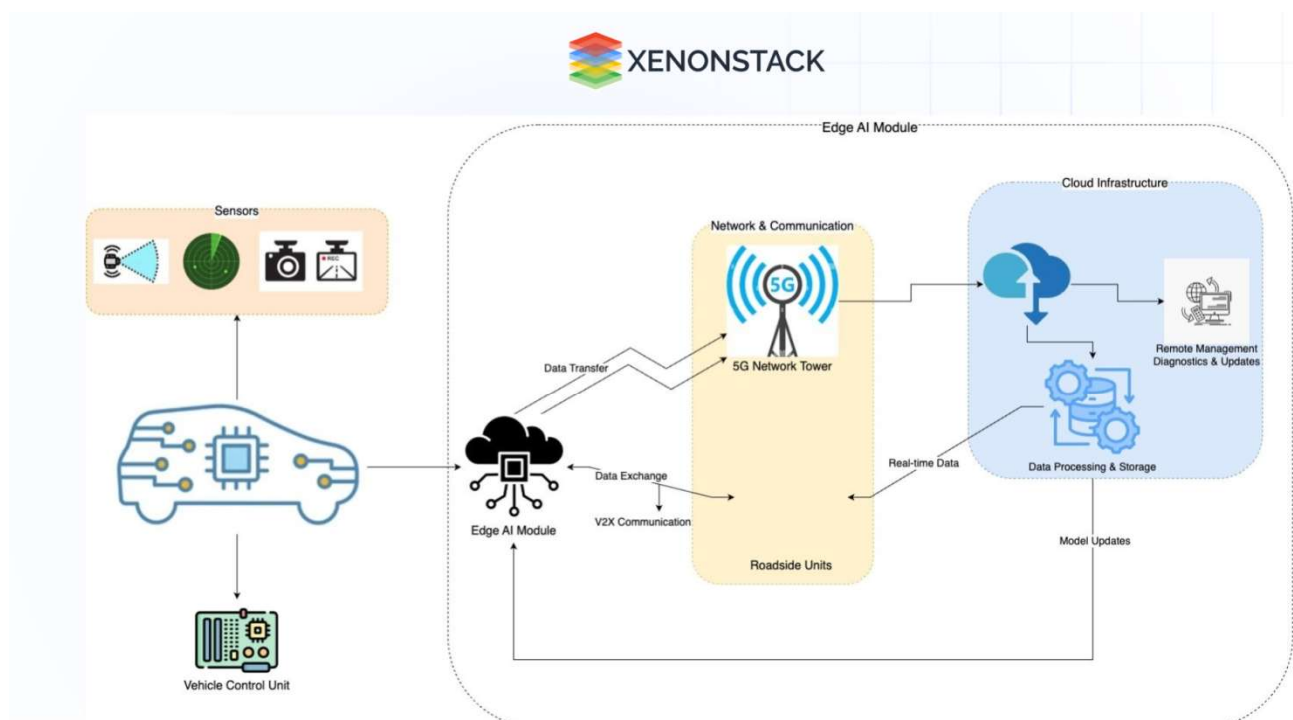 XENONSTACK
Edge AI Module
Cloud Infrastructure
Sensors
Network & Communication
REC
5G
Remote Management
Diagnostics & Updates
5G Network Tower
Data Transfer
Real-time Data
Data Processing & Storage
Data Exchange
V2X Communication
Edge AI Module
Model Updates
Roadside Units
Vehicle Control Unit